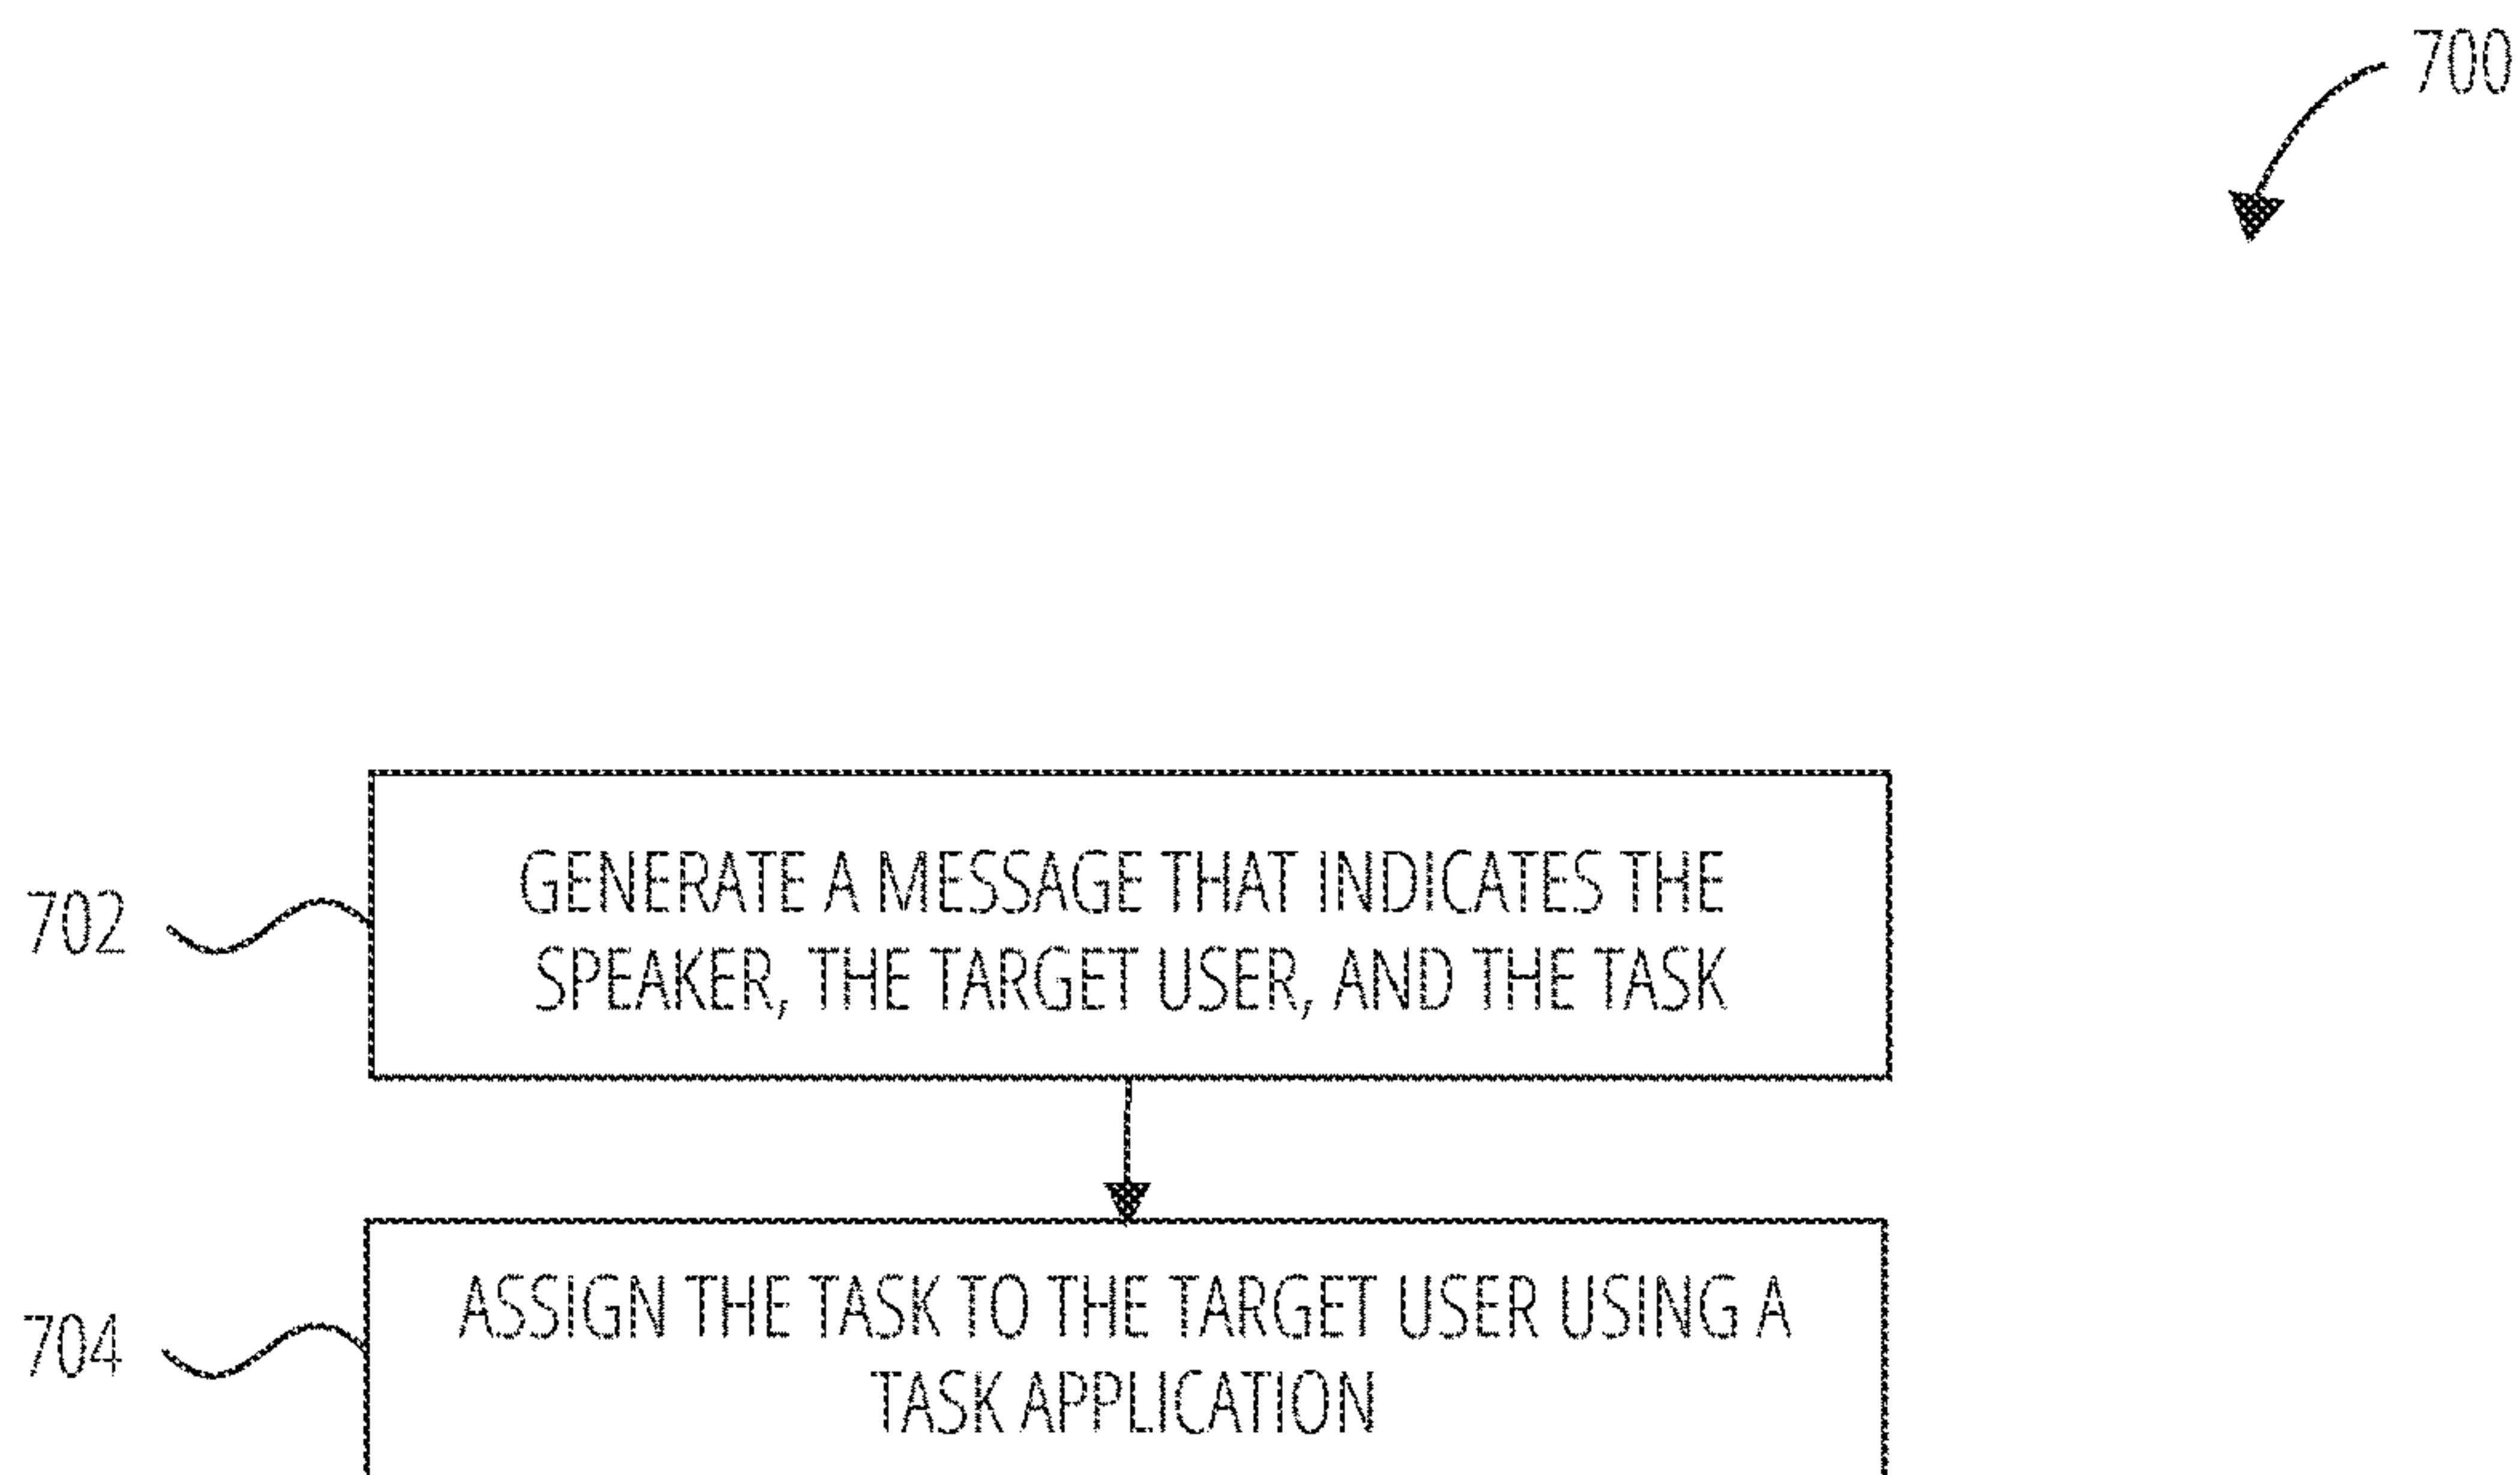 700
702
GENERATE A MESSAGE THAT INDICATES THE
SPEAKER, THE TARGET USER, AND THE TASK
704
ASSIGN THE TASK TO THE TARGET USER USING A
TASK APPLICATION